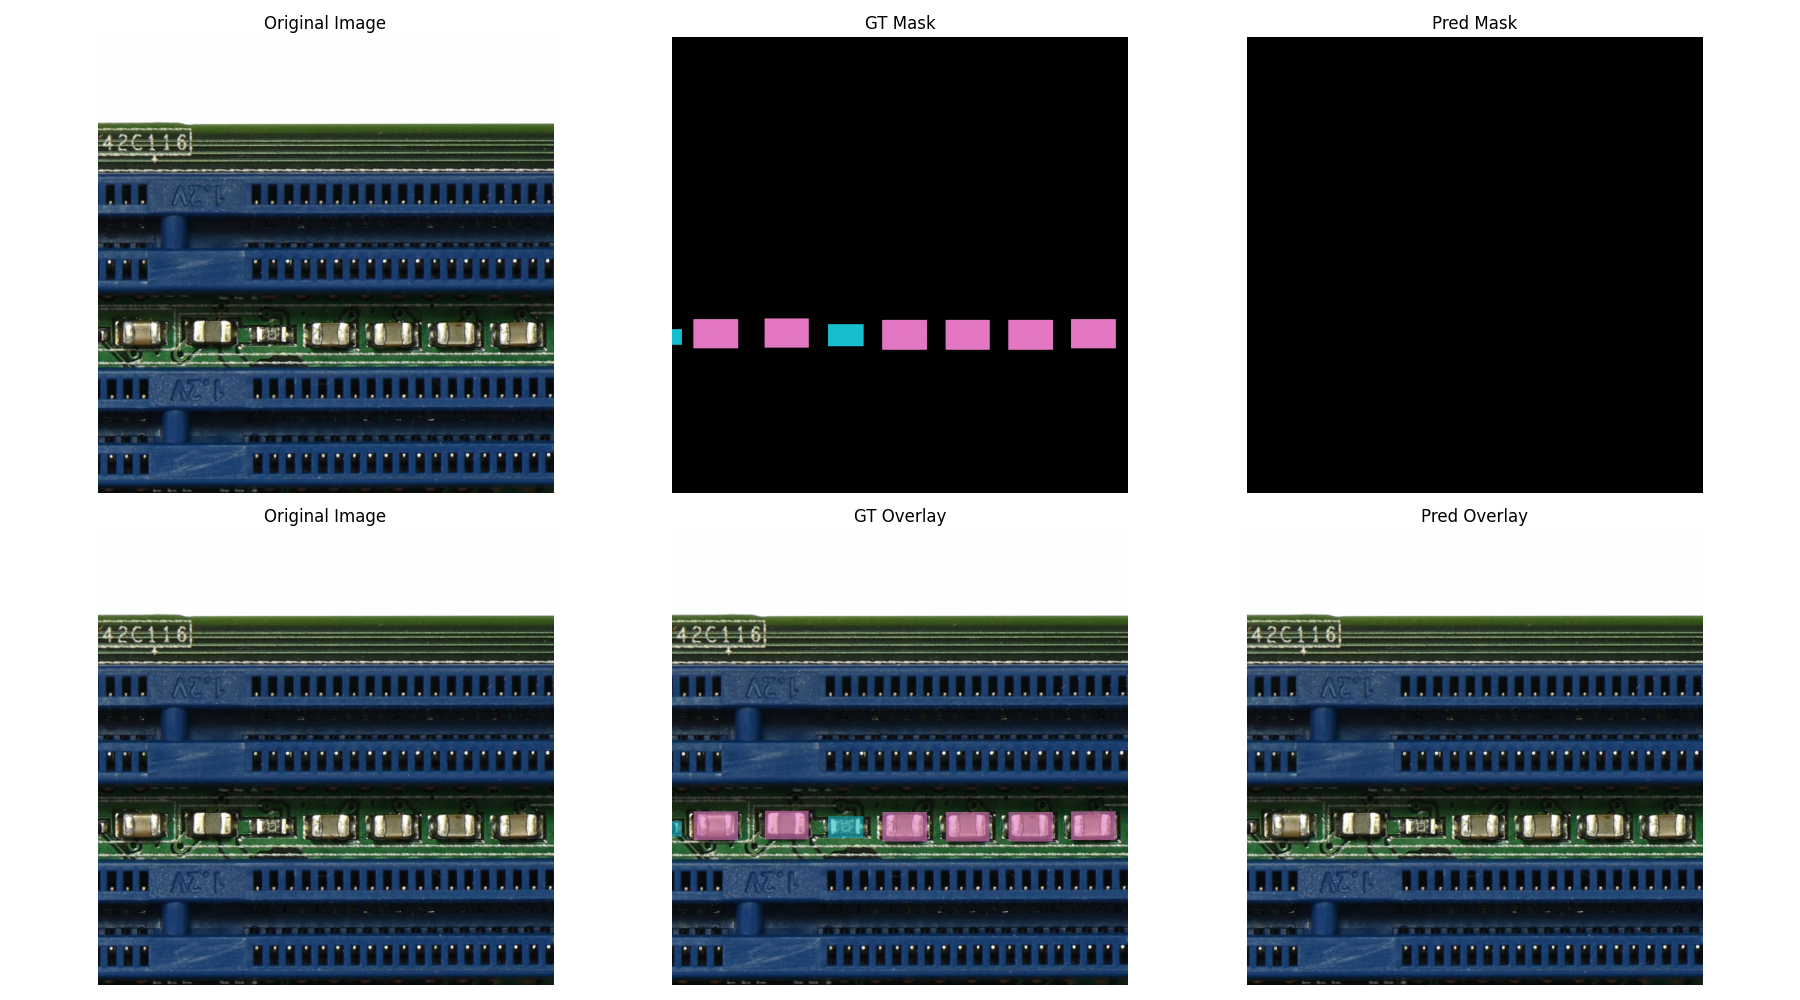 Original Image
GT Mask
Pred Mask
42C116
1.2V
1.2V
Original Image
GT Overlay
Pred Overlay
42C116
42C116
42C116
1.2V
1.2V
1.2V
1.2V
1.2V
1.2V